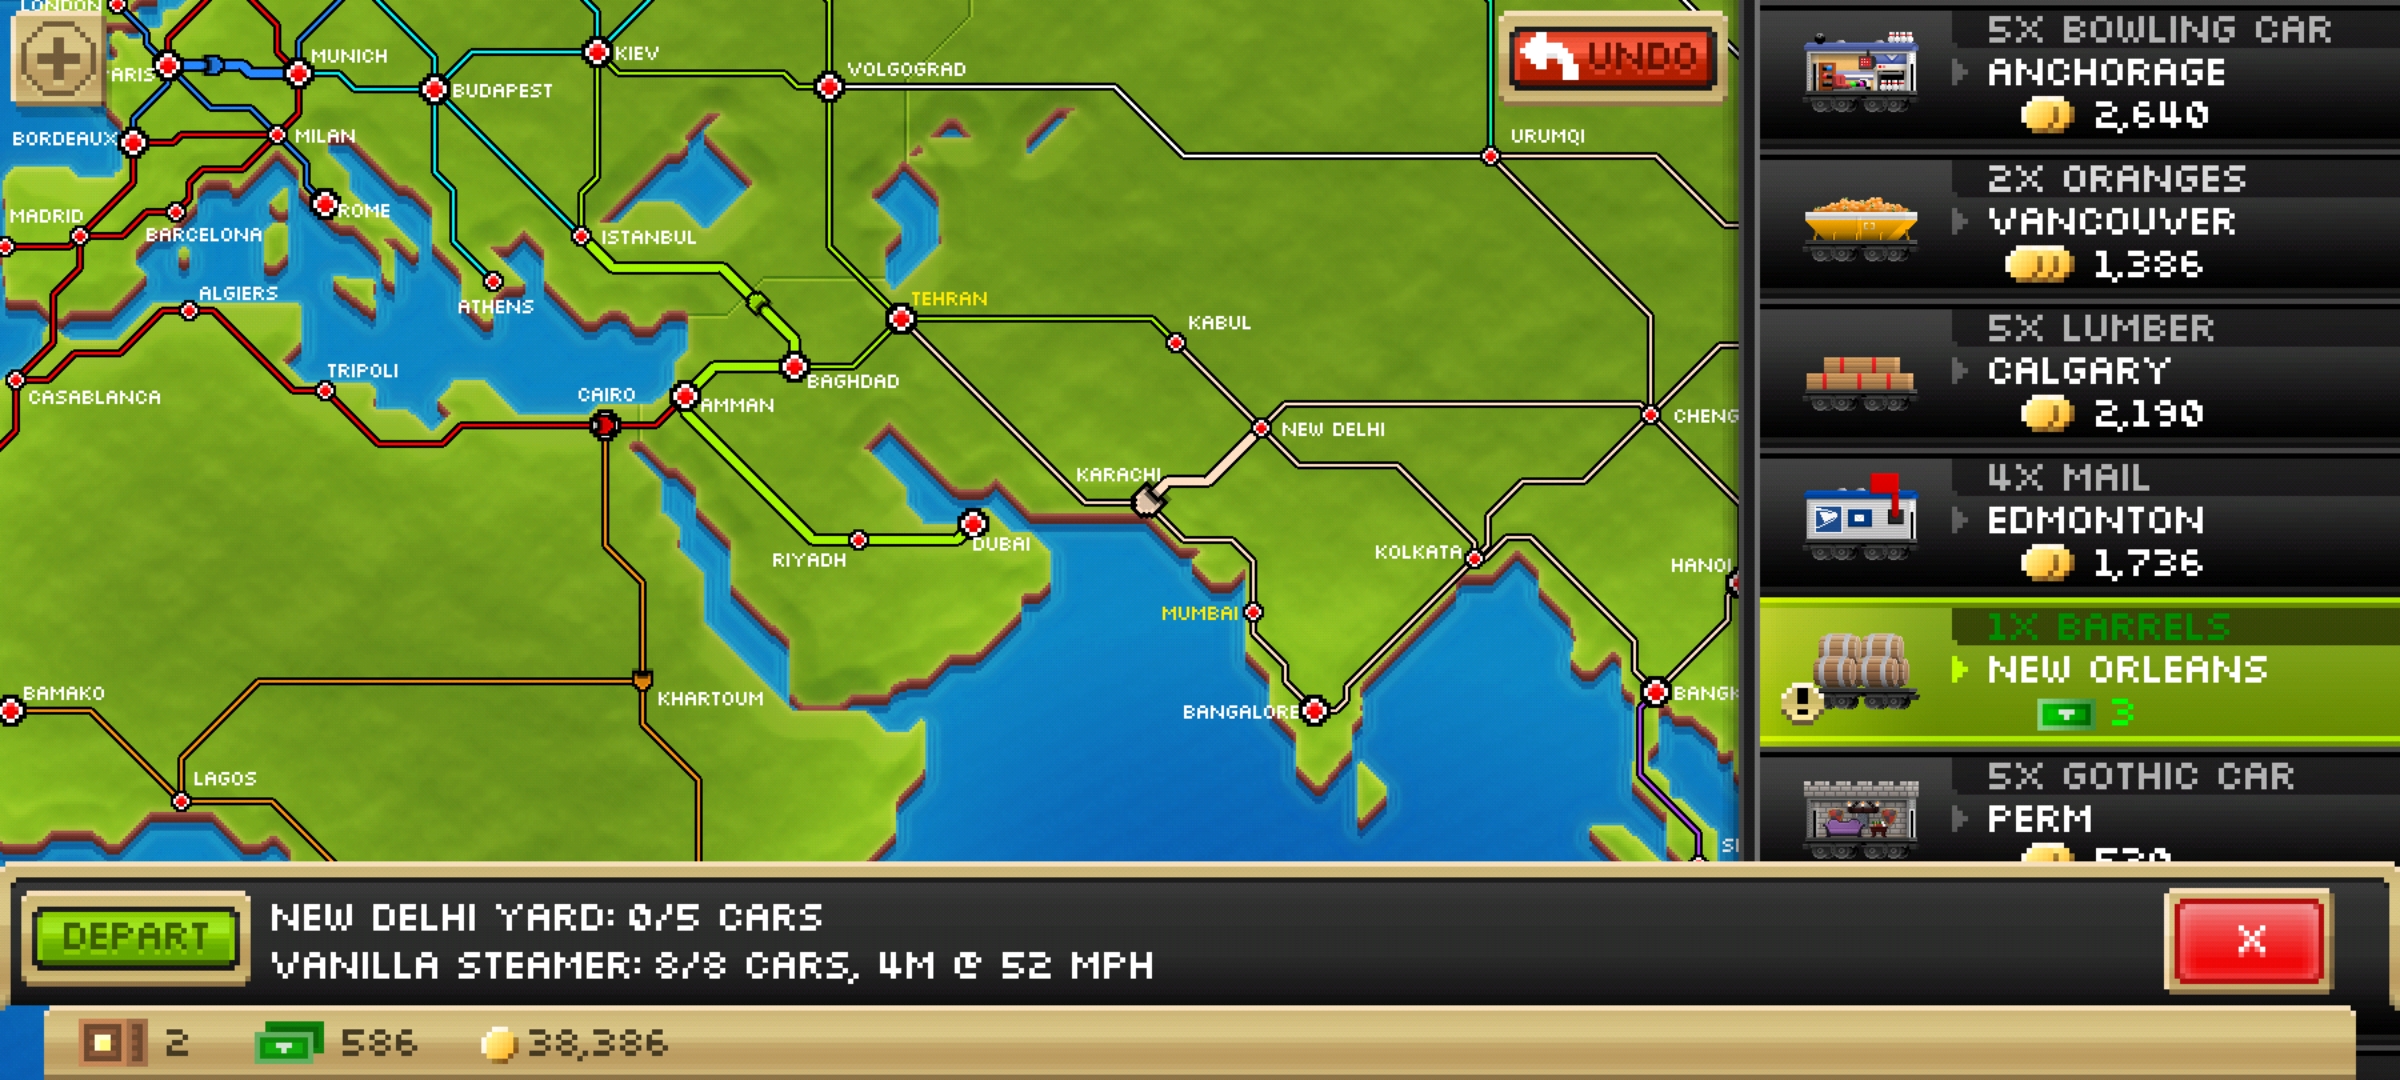 LONDON
MUNICH
KIEV
VOLGOGRAD
UNDO
5X BOWLING CAR
ANCHORAGE
2,640
BUDAPEST
BORDEAUX
MILAN
URUMQI
2X ORANGES
VANCOUVER
1,386
MADRID
ROME
BARCELONA
ISTANBUL
ALGIERS
ATHENS
TEHRAN
KABUL
5X LUMBER
CALGARY
2,190
TRIPOLI
CASABLANCA
CAIRO
AMMAN
BAGHDAD
NEW DELHI
CHENG
KARACHI
4X MAIL
EDMONTON
1,736
RIYADH
DUBAI
KOLKATA
HANOI
MUMBAI
1X BARRELS
NEW ORLEANS
3
BAMAKO
KHARTOUM
BANGALORE
BANGK
LAGOS
5X GOTHIC CAR
PERM
DEPART
NEW DELHI YARD: 0/5 CARS
VANILLA STEAMER: 8/8 CARS, 4M @ 52 MPH
X
2
586
38,386